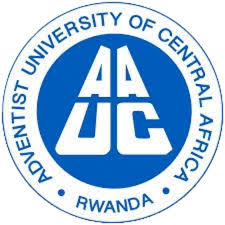 ADVENTIST UNIVERSITY OF CENTRAL AFRICA
AA
UC
• RWANDA •